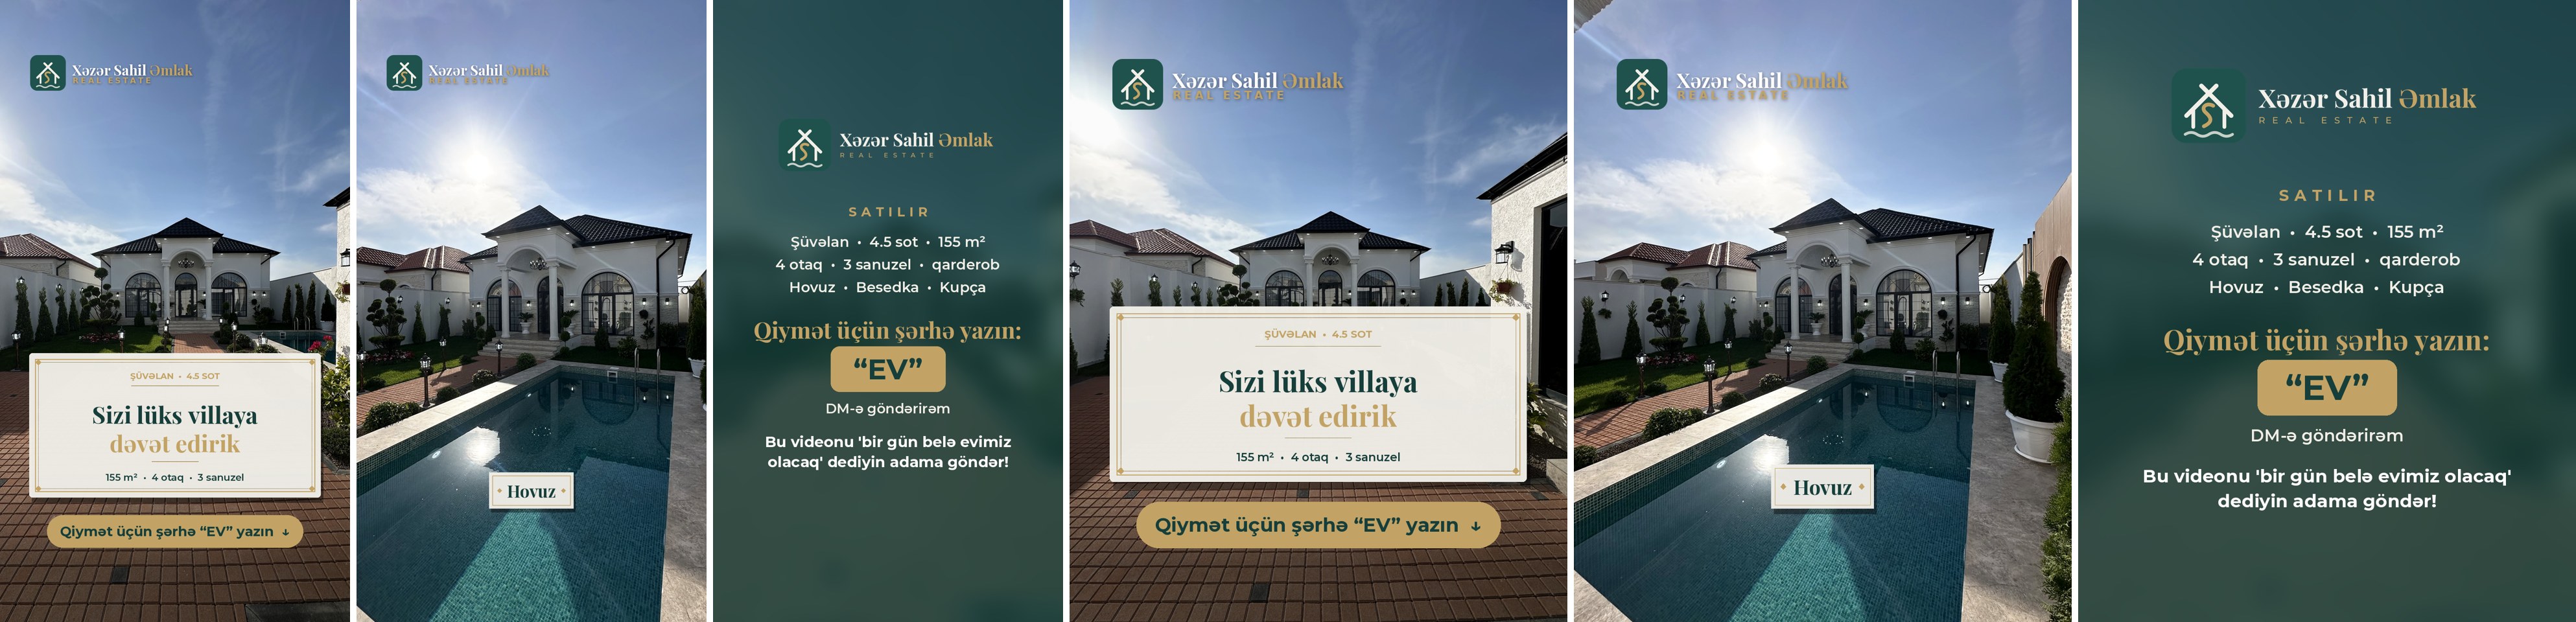 Xəzər Sahil Əmlak
REAL ESTATE
ŞÜVƏLAN • 4.5 SOT
Sizi lüks villaya
dəvət edirik
155 m² • 4 otaq • 3 sanuzel
Qiymət üçün şərhə “EV” yazın ↓
Xəzər Sahil Əmlak
REAL ESTATE
Hovuz
Xəzər Sahil Əmlak
REAL ESTATE
SATILIR
Şüvəlan • 4.5 sot • 155 m²
4 otaq • 3 sanuzel • qarderob
Hovuz • Besedka • Kupça
Qiymət üçün şərhə yazın:
“EV”
DM-ə göndərirəm
Bu videonu 'bir gün belə evimiz
olacaq' dediyin adama göndər!
Xəzər Sahil Əmlak
REAL ESTATE
ŞÜVƏLAN • 4.5 SOT
Sizi lüks villaya
dəvət edirik
155 m² • 4 otaq • 3 sanuzel
Qiymət üçün şərhə “EV” yazın ↓
Xəzər Sahil Əmlak
REAL ESTATE
Hovuz
Xəzər Sahil Əmlak
REAL ESTATE
SATILIR
Şüvəlan • 4.5 sot • 155 m²
4 otaq • 3 sanuzel • qarderob
Hovuz • Besedka • Kupça
Qiymət üçün şərhə yazın:
“EV”
DM-ə göndərirəm
Bu videonu 'bir gün belə evimiz olacaq'
dediyin adama göndər!